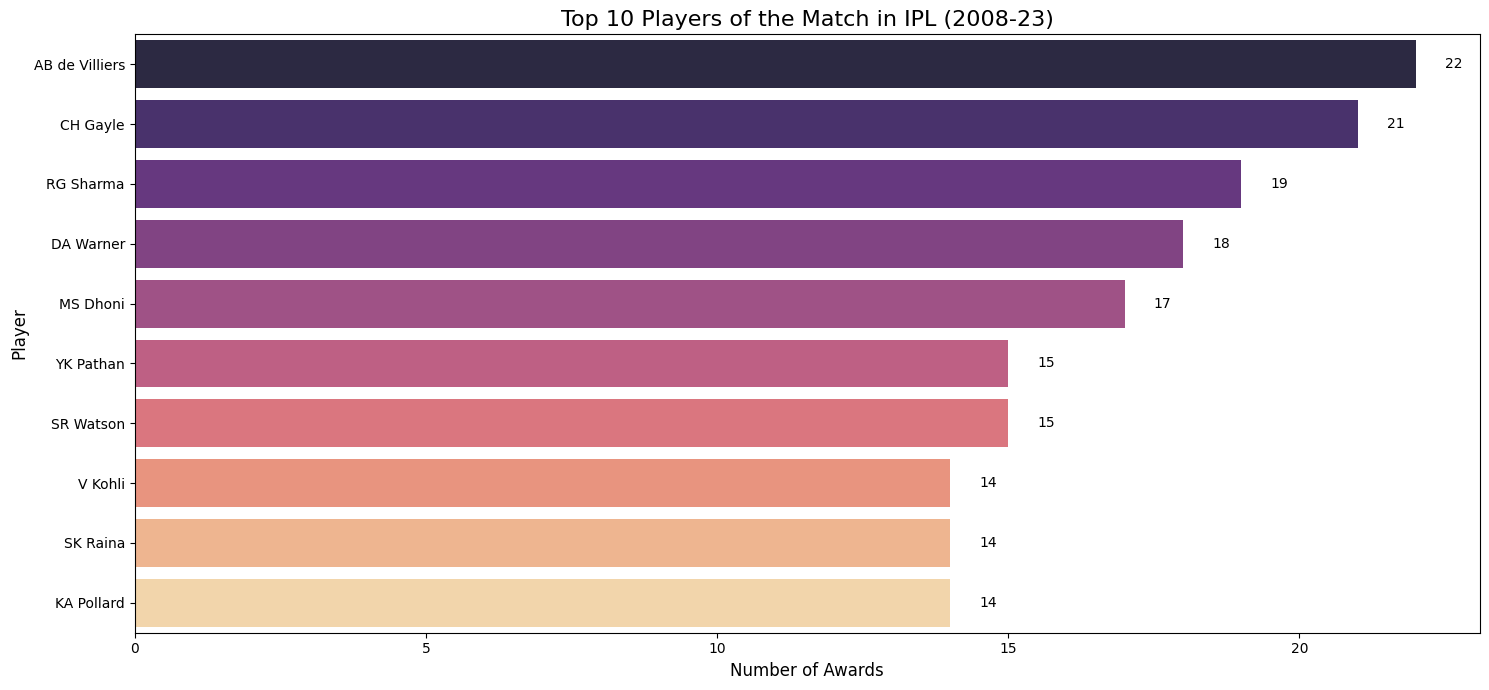 Top 10 Players of the Match in IPL (2008-23)
Player
AB de Villiers 22
CH Gayle 21
RG Sharma 19
DA Warner 18
MS Dhoni 17
YK Pathan 15
SR Watson 15
V Kohli 14
SK Raina 14
KA Pollard 14
0 5 10 15 20
Number of Awards